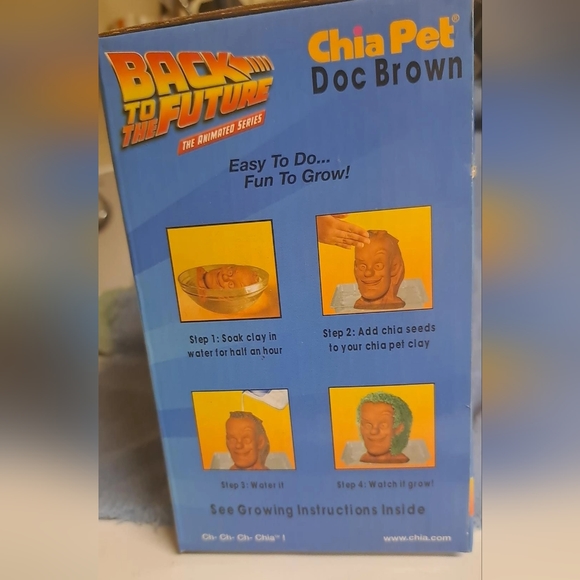 BACK
TO
THE FUTURE
THE ANIMATED SERIES
Chia Pet®
Doc Brown
Easy To Do...
Fun To Grow!
Step 1: Soak clay in
water for half an hour
Step 2: Add chia seeds
to your chia pet clay
Step 3: Water it
Step 4: Watch it grow!
See Growing Instructions Inside
Ch- Ch- Ch- Chia™ !
www.chia.com